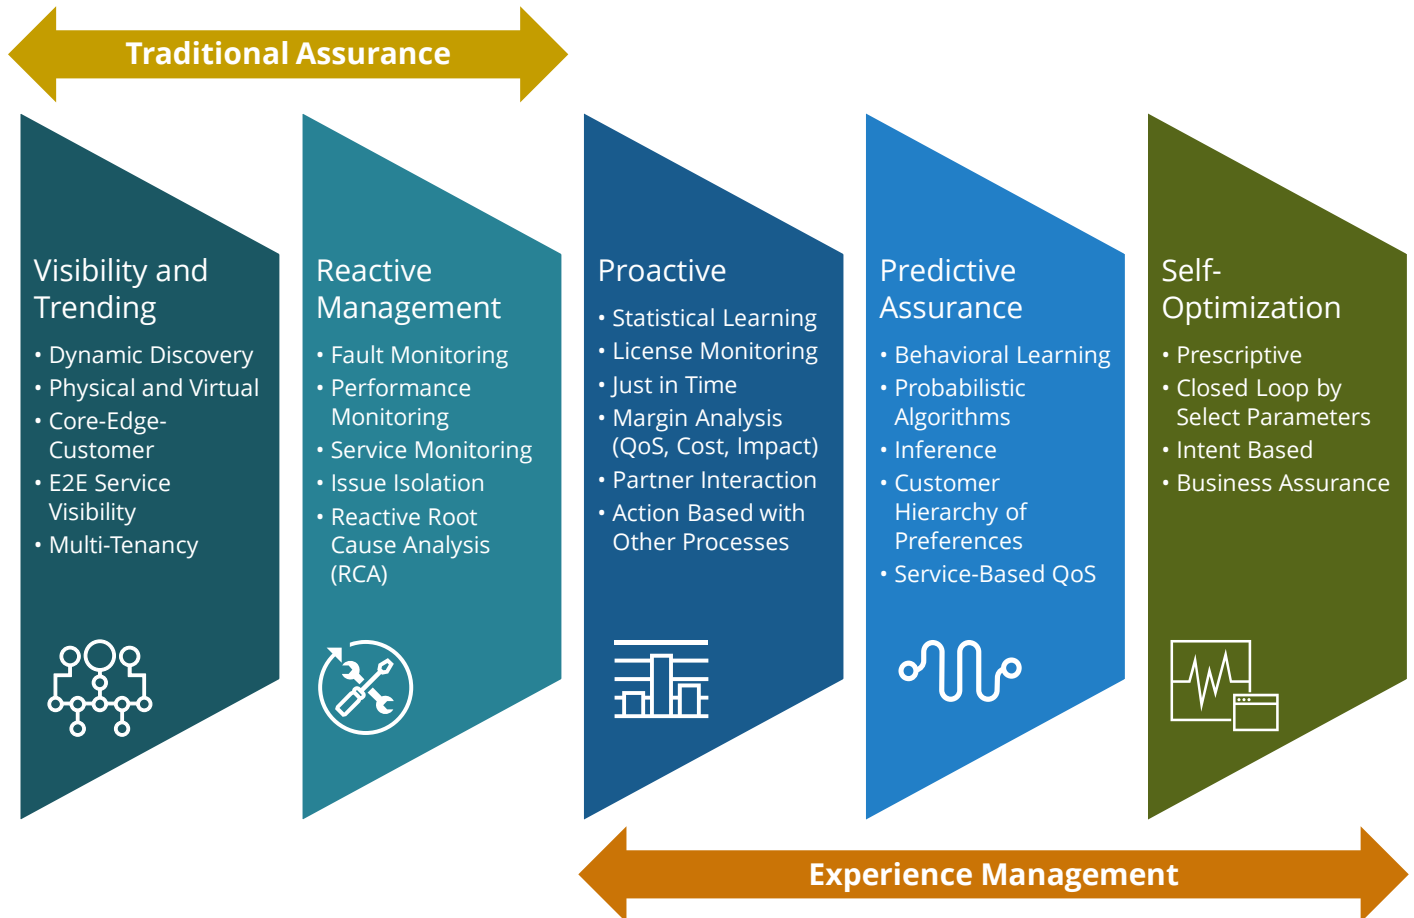 Traditional Assurance
Visibility and
Trending
• Dynamic Discovery
• Physical and Virtual
• Core-Edge-
Customer
• E2E Service
Visibility
• Multi-Tenancy
Reactive
Management
• Fault Monitoring
• Performance
Monitoring
• Service Monitoring
• Issue Isolation
• Reactive Root
Cause Analysis
(RCA)
Proactive
• Statistical Learning
• License Monitoring
• Just in Time
• Margin Analysis
(QoS, Cost, Impact)
• Partner Interaction
• Action Based with
Other Processes
Predictive
Assurance
• Behavioral Learning
• Probabilistic
Algorithms
• Inference
• Customer
Hierarchy of
Preferences
• Service-Based QoS
Self-
Optimization
• Prescriptive
• Closed Loop by
Select Parameters
• Intent Based
• Business Assurance
Experience Management